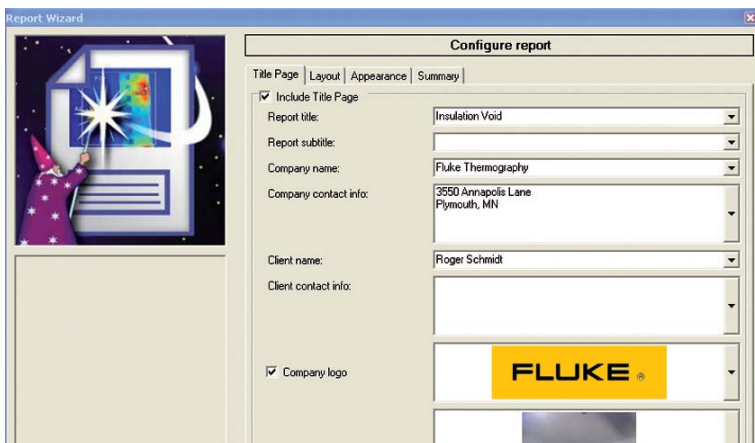 Report Wizard
Configure report
Title Page Layout Appearance Summary
Include Title Page
Report title: Insulation Void
Report subtitle:
Company name: Fluke Thermography
Company contact info: 3550 Annapolis Lane
Plymouth, MN
Client name: Roger Schmidt
Client contact info:
Company logo FLUKE ®